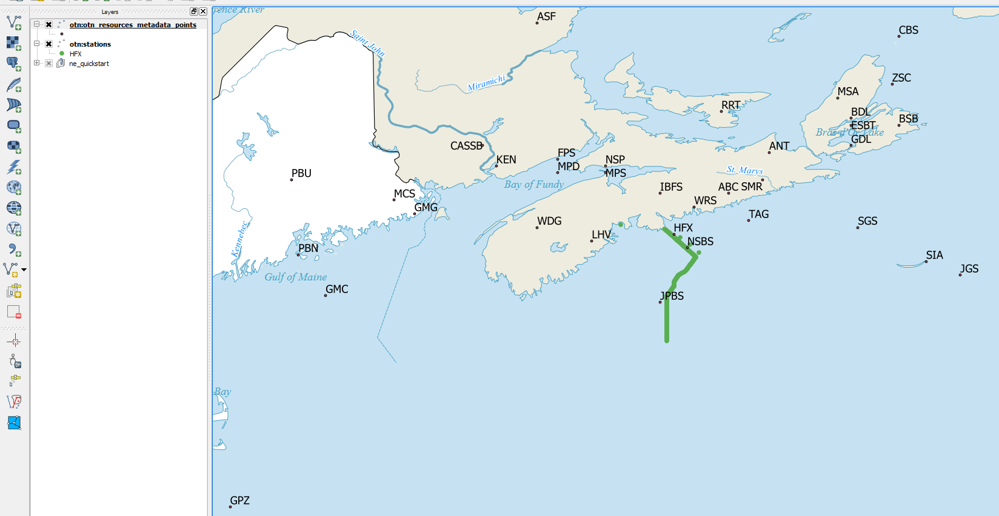 Layers
otn:otn_resources_metadata_points
otn:stations
HFX
ne_quickstart
rence River
ASF
CBS
Saint John
Miramichi
ZSC
MSA
RRT
BDL
BSB
ESBT
Bras d'Or Lake
GDL
CASSB
ANT
FPS
KEN
NSP
MPD
St. Marys
PBU
MPS
Bay of Fundy
IBFS
ABC
SMR
MCS
WRS
GMG
TAG
WDG
SGS
HFX
LHV
NSBS
Kennebec
PBN
SIA
JGS
Gulf of Maine
GMC
JPBS
Bay
GPZ